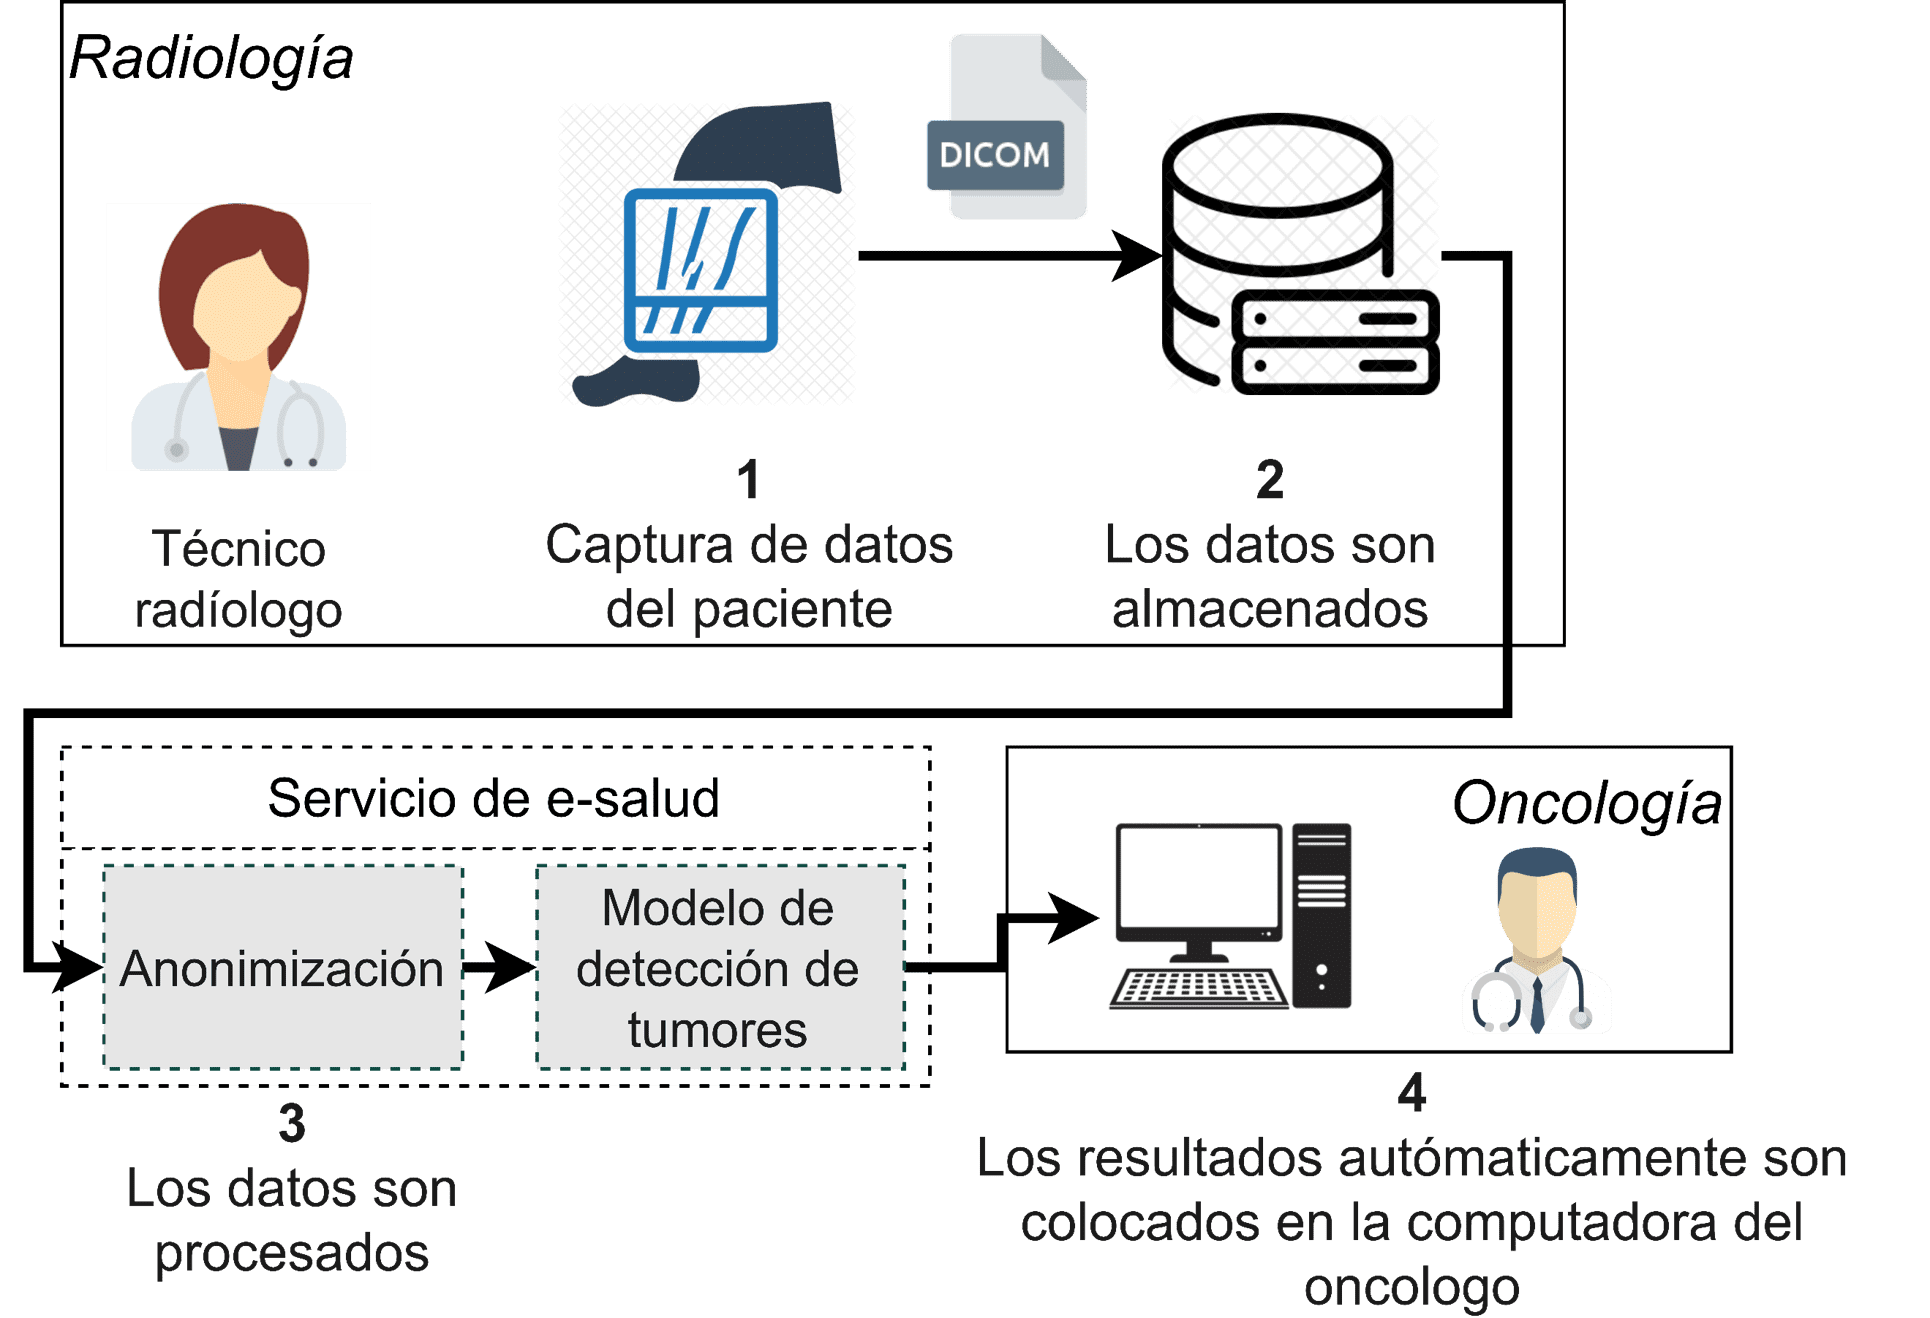 Radiología
DICOM
Técnico
radíologo
1
Captura de datos
del paciente
2
Los datos son
almacenados
Servicio de e-salud
Anonimización
Modelo de
detección de
tumores
3
Los datos son
procesados
Oncología
4
Los resultados autómaticamente son
colocados en la computadora del
oncologo